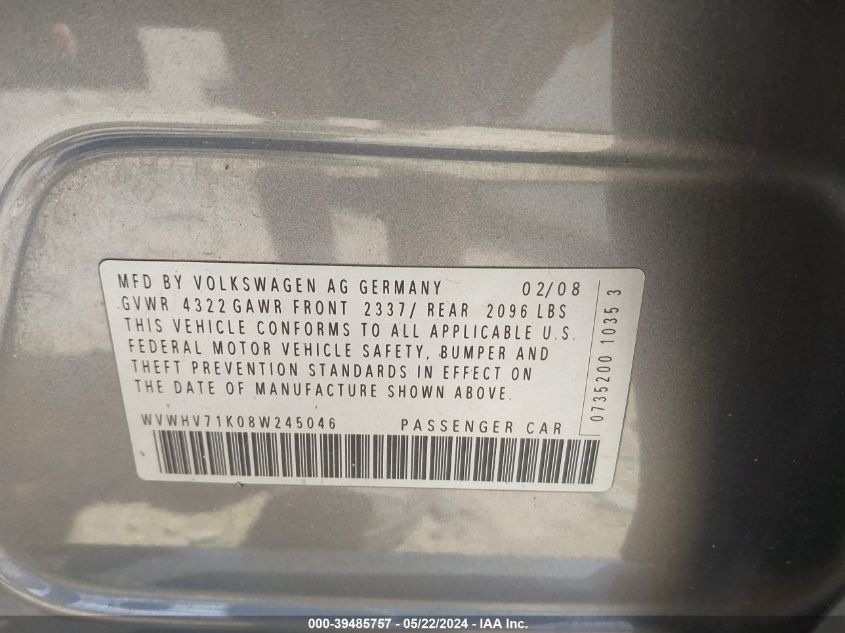 MFD BY VOLKSWAGEN AG GERMANY 02/08
GVWR 4322 GAWR FRONT 2337/ REAR 2096 LBS
THIS VEHICLE CONFORMS TO ALL APPLICABLE U.S.
FEDERAL MOTOR VEHICLE SAFETY, BUMPER AND
THEFT PREVENTION STANDARDS IN EFFECT ON
THE DATE OF MANUFACTURE SHOWN ABOVE.
WVWHV71K08W245046 PASSENGER CAR
0735200 1035 3
000-39485757 - 05/22/2024 - IAA Inc.